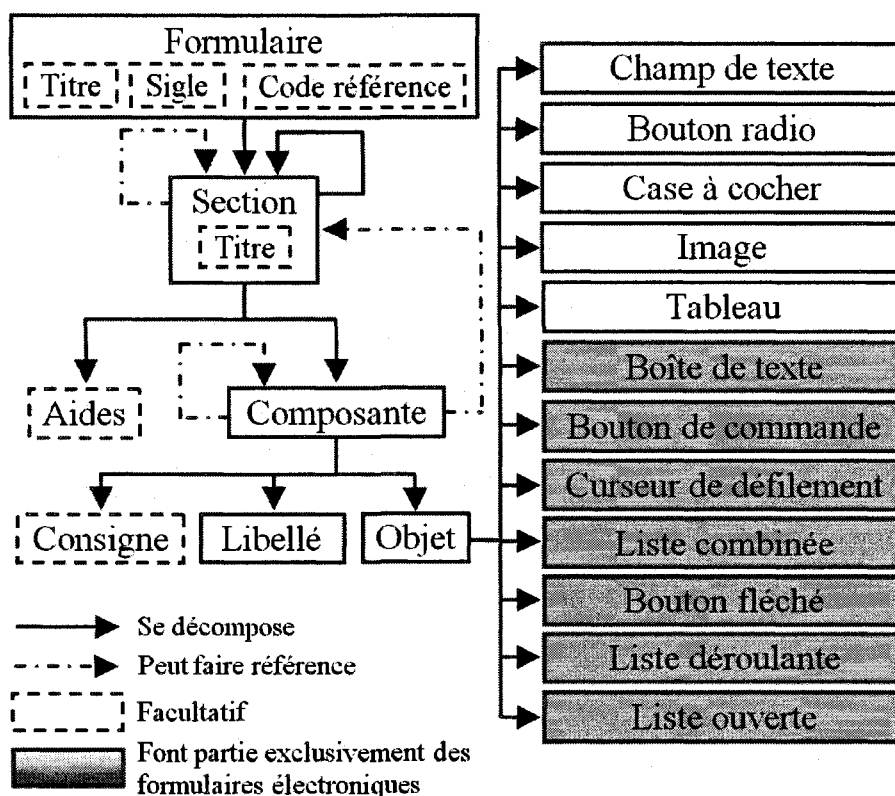 Formulaire
Titre
Sigle
Code référence
Section
Titre
Aides
Composante
Consigne
Libellé
Objet
Champ de texte
Bouton radio
Case à cocher
Image
Tableau
Boîte de texte
Bouton de commande
Curseur de défilement
Liste combinée
Bouton fléché
Liste déroulante
Liste ouverte
Se décompose
Peut faire référence
Facultatif
Font partie exclusivement des
formulaires électroniques